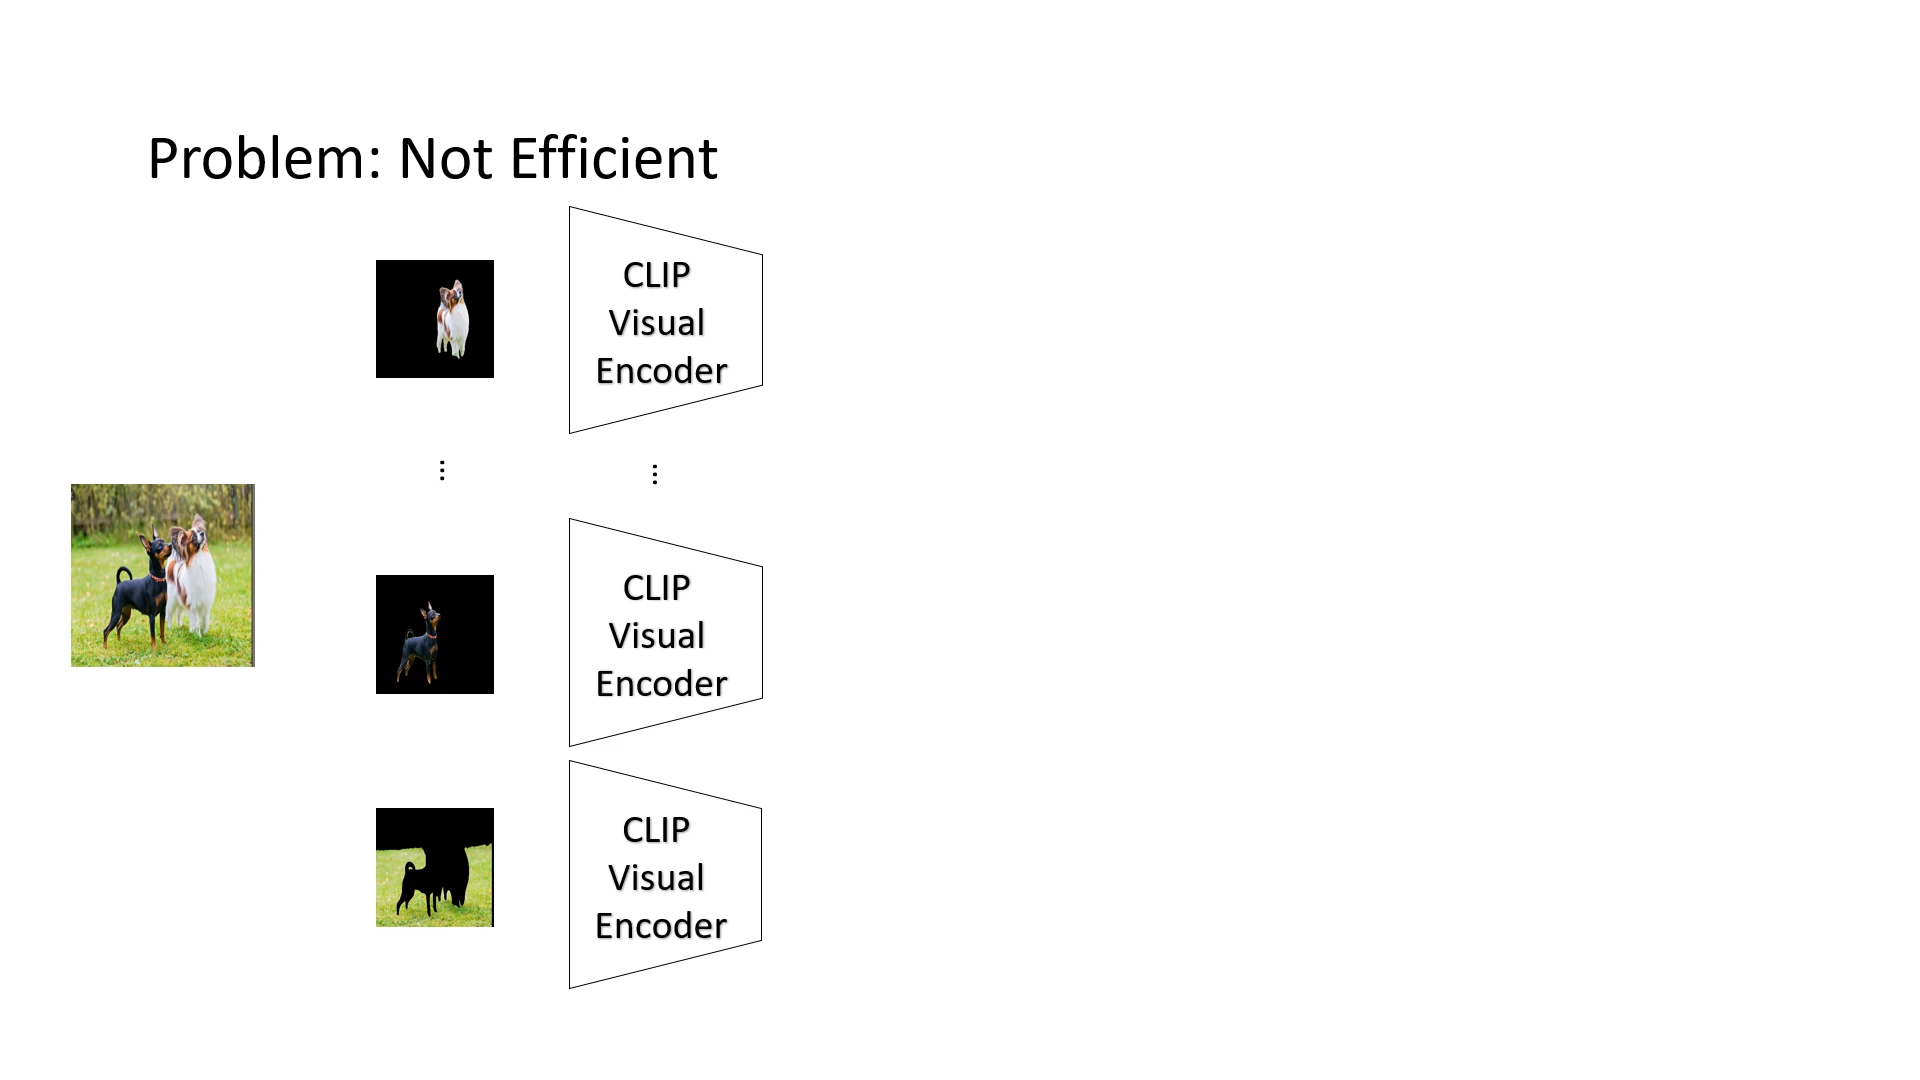 Problem: Not Efficient
CLIP
Visual
Encoder
⋮
⋮
CLIP
Visual
Encoder
CLIP
Visual
Encoder